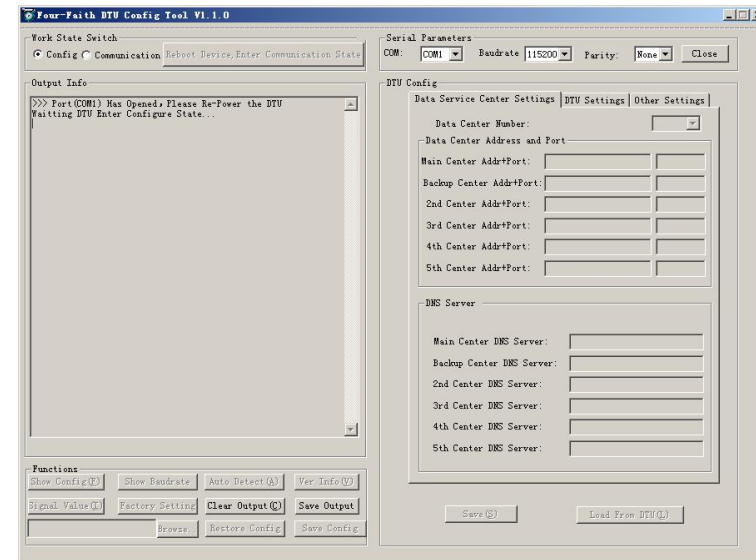 Four-Faith DTU Config Tool V1.1.0
Work State Switch
Config Communication Reboot Device,Enter Communication State
Serial Parameters
COM: COM1 Baudrate 115200 Parity: None Close
Output Info
>>> Port(COM1) Has Opened,Please Re-Power the DTU
Waitting DTU Enter Configure State...
DTU Config
Data Service Center Settings DTU Settings Other Settings
Data Center Number:
Data Center Address and Port
Main Center Addr+Port:
Backup Center Addr+Port:
2nd Center Addr+Port:
3rd Center Addr+Port:
4th Center Addr+Port:
5th Center Addr+Port:
DNS Server
Main Center DNS Server:
Backup Center DNS Server:
2nd Center DNS Server:
3rd Center DNS Server:
4th Center DNS Server:
5th Center DNS Server:
Save(S) Load From DTU(L)
Functions
Show Config(P) Show Baudrate Auto Detect(A) Ver Info(V)
Signal Value(I) Factory Setting Clear Output(C) Save Output
Browse.. Restore Config Save Config